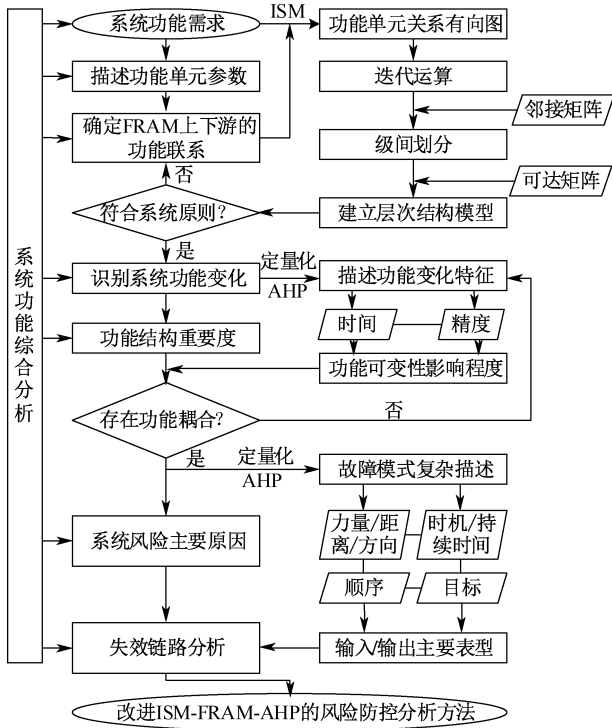 系统功能综合分析
系统功能需求
ISM
功能单元关系有向图
描述功能单元参数
迭代运算
邻接矩阵
确定FRAM上下游的
功能联系
级间划分
可达矩阵
否
符合系统原则?
建立层次结构模型
是
识别系统功能变化
定量化
AHP
描述功能变化特征
时间
精度
功能结构重要度
功能可变性影响程度
存在功能耦合?
否
是
定量化
AHP
故障模式复杂描述
力量/距
离/方向
时机/持
续时间
系统风险主要原因
顺序
目标
失效链路分析
输入/输出主要表型
改进ISM-FRAM-AHP的风险防控分析方法